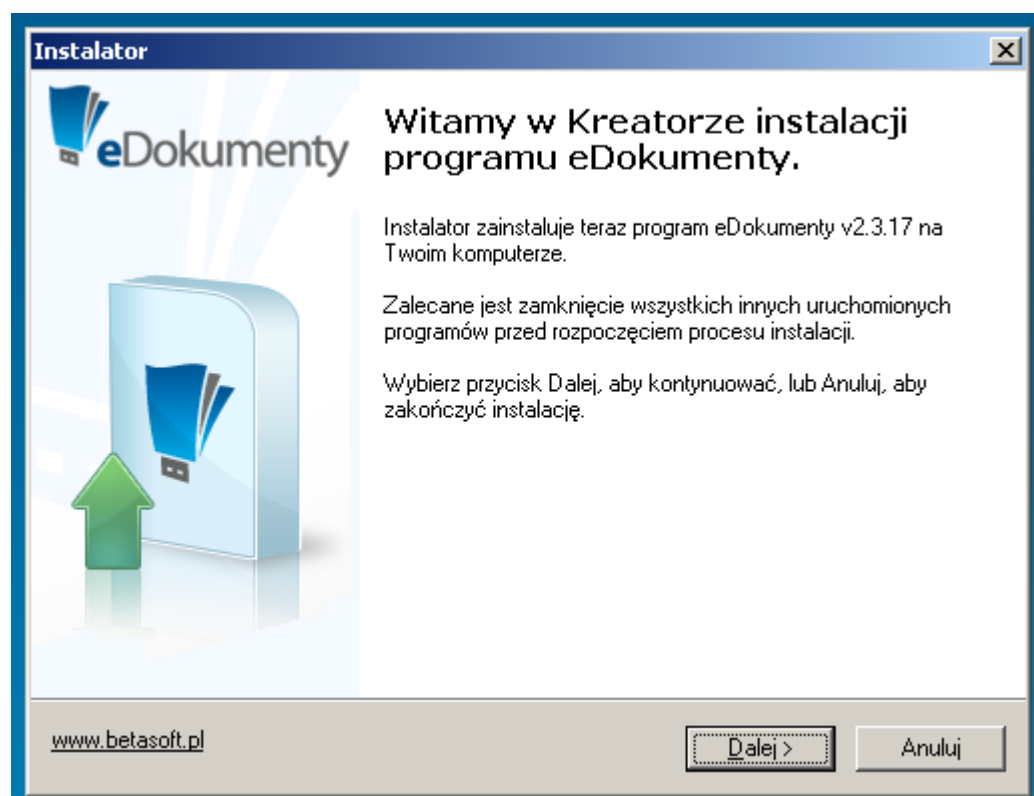 Instalator
eDokumenty
Witamy w Kreatorze instalacji
programu eDokumenty.
Instalator zainstaluje teraz program eDokumenty v2.3.17 na
Twoim komputerze.
Zalecane jest zamknięcie wszystkich innych uruchomionych
programów przed rozpoczęciem procesu instalacji.
Wybierz przycisk Dalej, aby kontynuować, lub Anuluj, aby
zakończyć instalację.
www.betasoft.pl
Dalej >
Anuluj